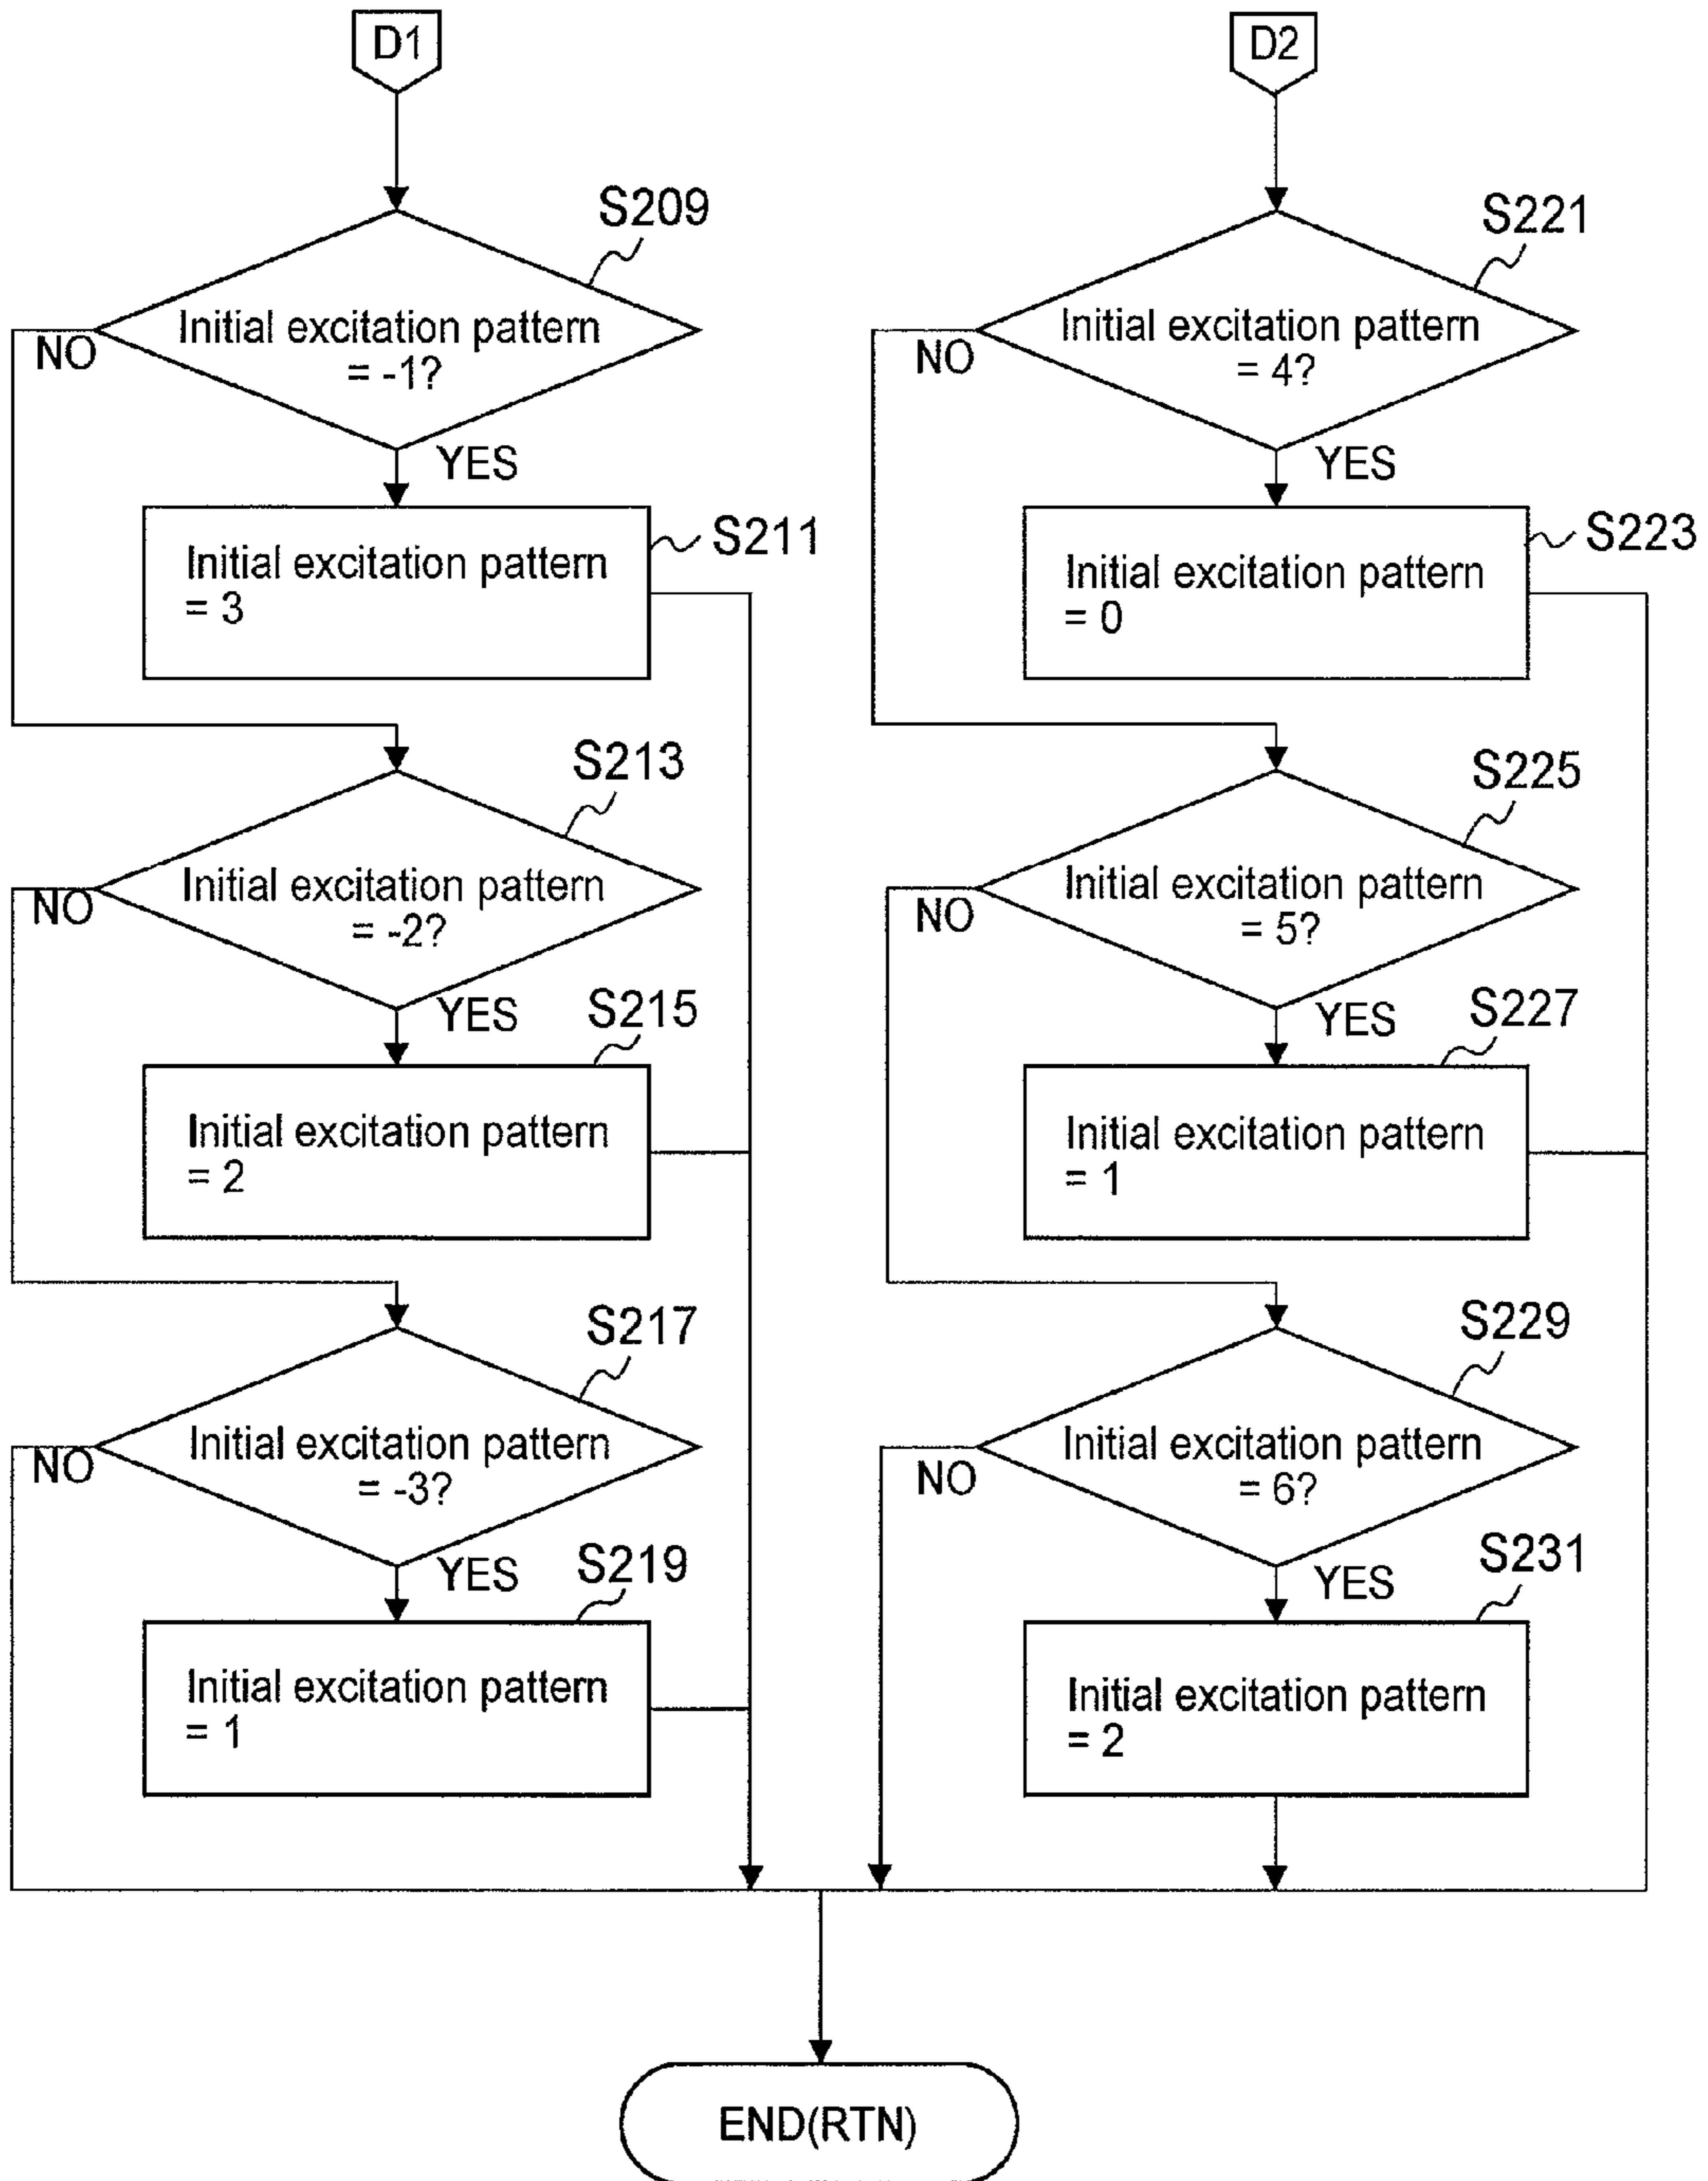 D1
S209
Initial excitation pattern
= -1?
NO
YES
S211
Initial excitation pattern
= 3
S213
Initial excitation pattern
= -2?
NO
YES
S215
Initial excitation pattern
= 2
S217
Initial excitation pattern
= -3?
NO
YES
S219
Initial excitation pattern
= 1
D2
S221
Initial excitation pattern
= 4?
NO
YES
S223
Initial excitation pattern
= 0
S225
Initial excitation pattern
= 5?
NO
YES
S227
Initial excitation pattern
= 1
S229
Initial excitation pattern
= 6?
NO
YES
S231
Initial excitation pattern
= 2
END(RTN)